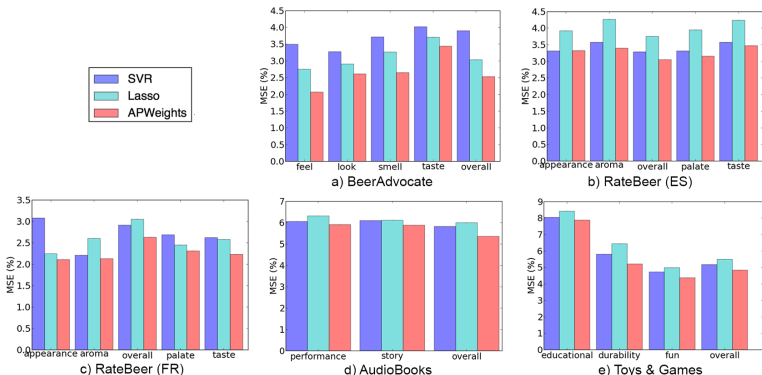 SVR
Lasso
APWeights
MSE (%)
4.5
4.0
3.5
3.0
2.5
2.0
1.5
1.0
0.5
0.0
feel look smell taste overall
a) BeerAdvocate
MSE (%)
4.5
4.0
3.5
3.0
2.5
2.0
1.5
1.0
0.5
0.0
appearance aroma overall palate taste
b) RateBeer (ES)
MSE (%)
3.5
3.0
2.5
2.0
1.5
1.0
0.5
0.0
appearance aroma overall palate taste
c) RateBeer (FR)
MSE (%)
7
6
5
4
3
2
1
0
performance story overall
d) AudioBooks
MSE (%)
9
8
7
6
5
4
3
2
1
0
educational durability fun overall
e) Toys & Games